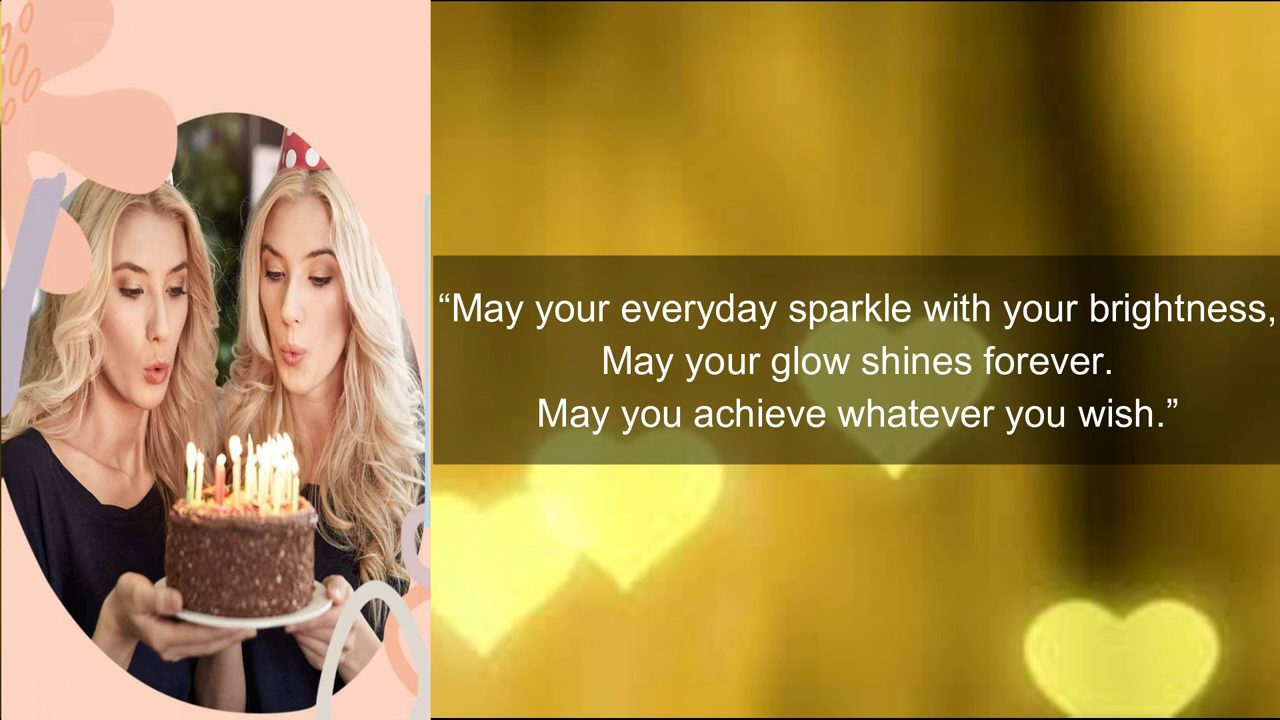 “May your everyday sparkle with your brightness,
May your glow shines forever.
May you achieve whatever you wish.”